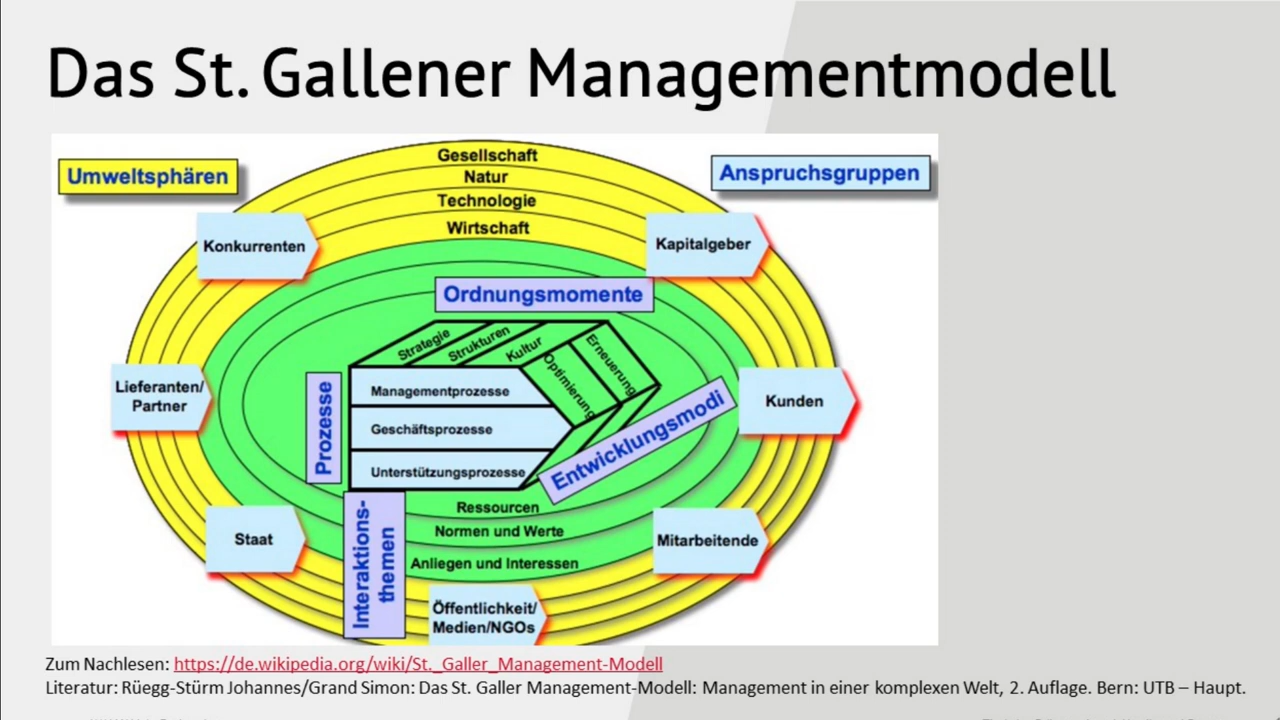 Das St. Gallener Managementmodell
Umweltsphären
Anspruchsgruppen
Gesellschaft
Natur
Technologie
Wirtschaft
Konkurrenten
Kapitalgeber
Ordnungsmomente
Strategie
Strukturen
Kultur
Optimierung
Erneuerung
Prozesse
Managementprozesse
Geschäftsprozesse
Unterstützungsprozesse
Entwicklungsmodi
Lieferanten/
Partner
Kunden
Ressourcen
Normen und Werte
Anliegen und Interessen
Interaktions-
themen
Staat
Mitarbeitende
Öffentlichkeit/
Medien/NGOs
Zum Nachlesen: https://de.wikipedia.org/wiki/St._Galler_Management-Modell
Literatur: Rüegg-Stürm Johannes/Grand Simon: Das St. Galler Management-Modell: Management in einer komplexen Welt, 2. Auflage. Bern: UTB – Haupt.